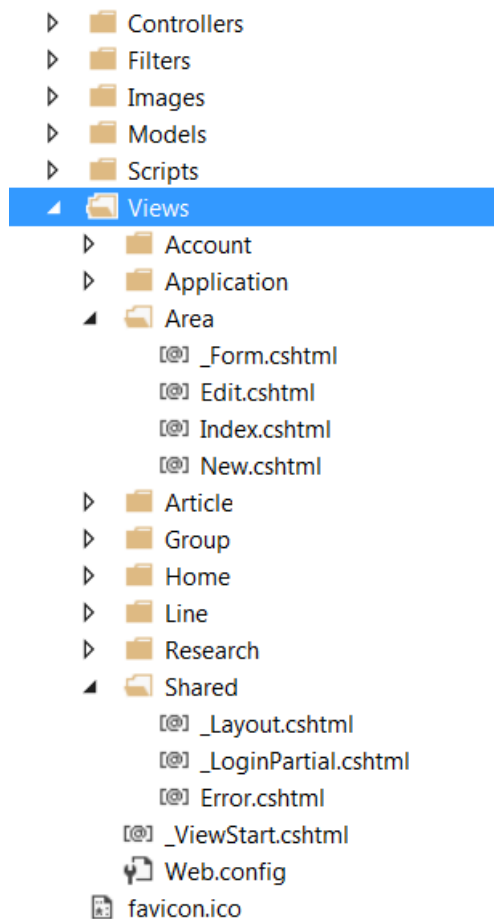 Controllers
Filters
Images
Models
Scripts
Views
Account
Application
Area
[@] _Form.cshtml
[@] Edit.cshtml
[@] Index.cshtml
[@] New.cshtml
Article
Group
Home
Line
Research
Shared
[@] _Layout.cshtml
[@] _LoginPartial.cshtml
[@] Error.cshtml
[@] _ViewStart.cshtml
Web.config
favicon.ico